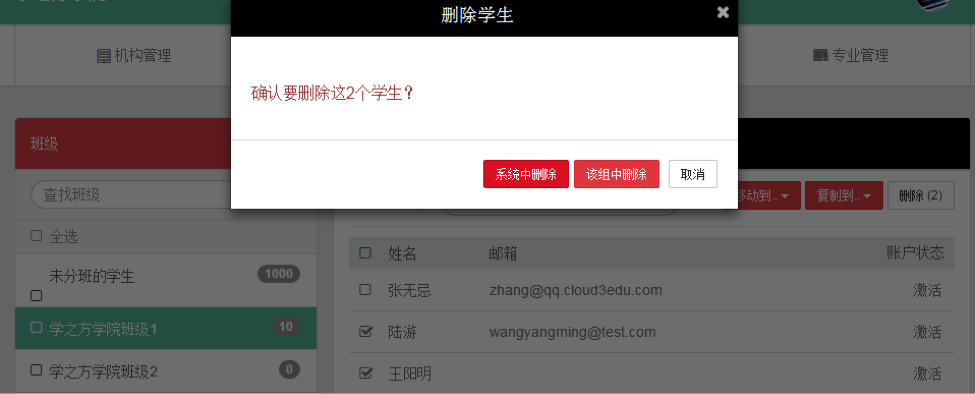 删除学生
机构管理
专业管理
确认要删除这2个学生？
班级
系统中删除 该组中删除 取消
查找班级
移动到.. 复制到.. 删除 (2)
全选
姓名 邮箱 账户状态
未分班的学生 1000
张无忌 zhang@qq.cloud3edu.com 激活
学之方学院班级1 10
陆游 wangyangming@test.com 激活
学之方学院班级2 0
王阳明 激活